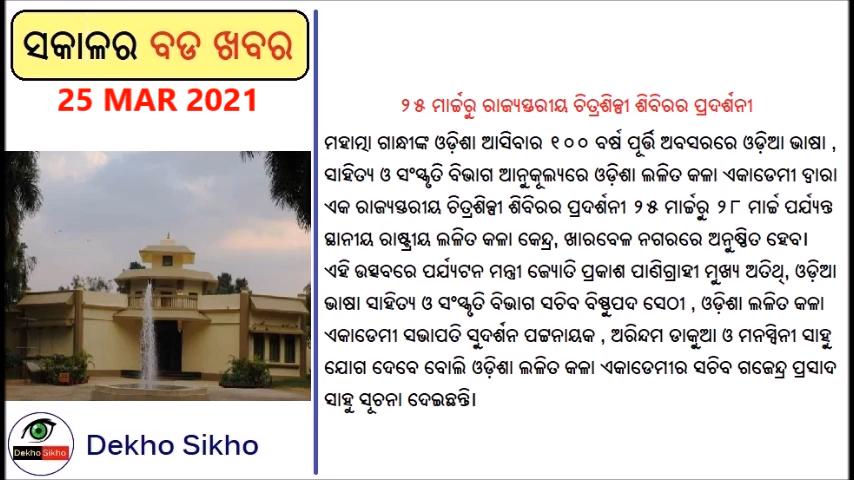 ସକାଳର ବଡ ଖବର
25 MAR 2021
୨୫ ମାର୍ଚ୍ଚରୁ ରାଜ୍ୟସ୍ତରୀୟ ଚିତ୍ରଶିଳ୍ପୀ ଶିବିରର ପ୍ରଦର୍ଶନୀ
ମହାତ୍ମା ଗାନ୍ଧୀଙ୍କ ଓଡ଼ିଶା ଆସିବାର ୧୦୦ ବର୍ଷ ପୂର୍ତ୍ତି ଅବସରରେ ଓଡ଼ିଆ ଭାଷା ,
ସାହିତ୍ୟ ଓ ସଂସ୍କୃତି ବିଭାଗ ଆନୁକୂଲ୍ୟରେ ଓଡ଼ିଶା ଲଳିତ କଳା ଏକାଡେମୀ ଦ୍ୱାରା
ଏକ ରାଜ୍ୟସ୍ତରୀୟ ଚିତ୍ରଶିଳ୍ପୀ ଶିବିରର ପ୍ରଦର୍ଶନୀ ୨୫ ମାର୍ଚ୍ଚରୁ ୨୮ ମାର୍ଚ୍ଚ ପର୍ଯ୍ୟନ୍ତ
ସ୍ଥାନୀୟ ରାଷ୍ଟ୍ରୀୟ ଲଳିତ କଳା କେନ୍ଦ୍ର, ଖାରବେଳ ନଗରରେ ଅନୁଷ୍ଠିତ ହେବ।
ଏହି ଉତ୍ସବରେ ପର୍ଯ୍ୟଟନ ମନ୍ତ୍ରୀ ଜ୍ୟୋତି ପ୍ରକାଶ ପାଣିଗ୍ରାହୀ ମୁଖ୍ୟ ଅତିଥି, ଓଡ଼ିଆ
ଭାଷା ସାହିତ୍ୟ ଓ ସଂସ୍କୃତି ବିଭାଗ ସଚିବ ବିଷ୍ଣୁପଦ ସେଠୀ , ଓଡ଼ିଶା ଲଳିତ କଳା
ଏକାଡେମୀ ସଭାପତି ସୁଦର୍ଶନ ପଟ୍ଟନାୟକ , ଅରିନ୍ଦମ ଡାକୁଆ ଓ ମନସ୍ୱିନୀ ସାହୁ
ଯୋଗ ଦେବେ ବୋଲି ଓଡ଼ିଶା ଲଳିତ କଳା ଏକାଡେମୀର ସଚିବ ଗଜେନ୍ଦ୍ର ପ୍ରସାଦ
ସାହୁ ସୂଚନା ଦେଇଛନ୍ତି।
Dekho Sikho
Dekho Sikho